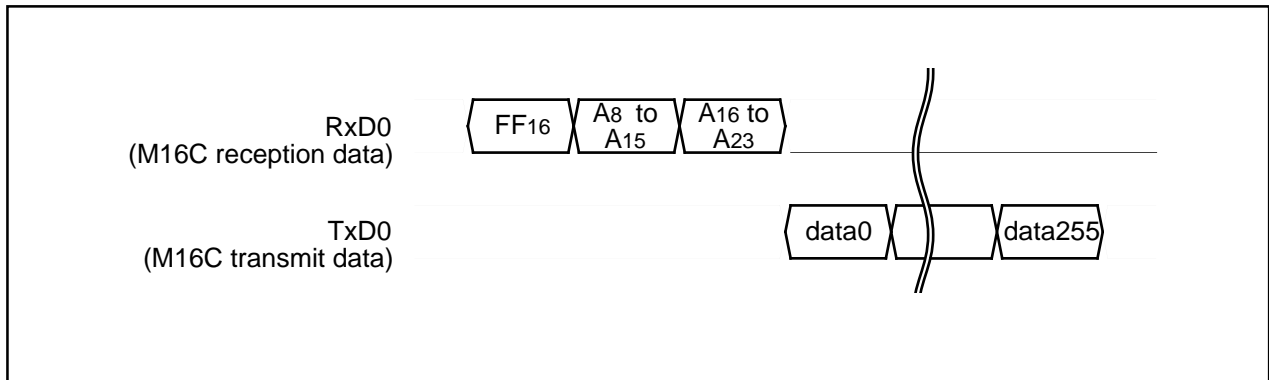 RxD0
(M16C reception data)
FF16
A8 to
A15
A16 to
A23
TxD0
(M16C transmit data)
data0
data255